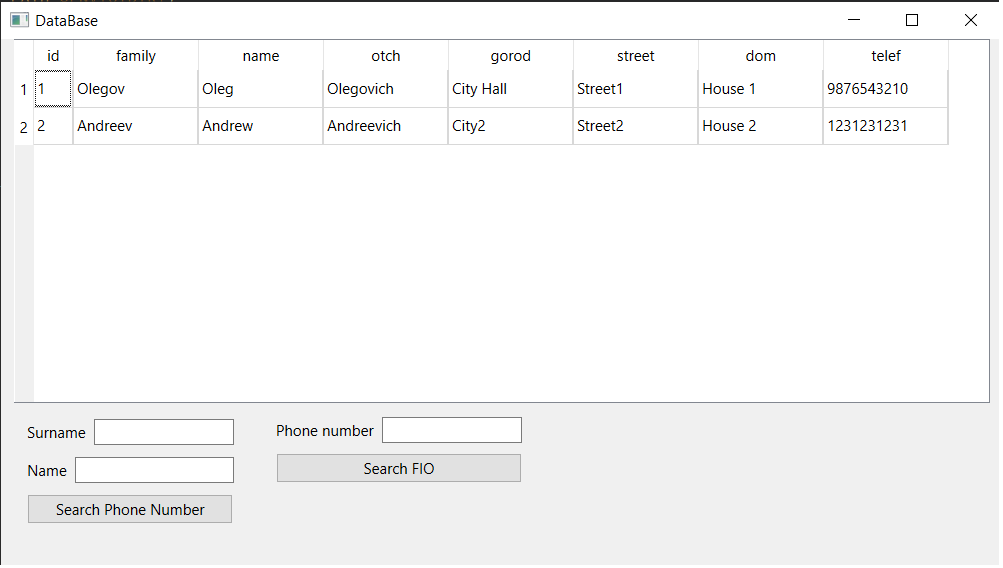 DataBase
id family name otch gorod street dom telef
1 1 Olegov Oleg Olegovich City Hall Street1 House 1 9876543210
2 2 Andreev Andrew Andreevich City2 Street2 House 2 1231231231
Surname Phone number
Name Search FIO
Search Phone Number